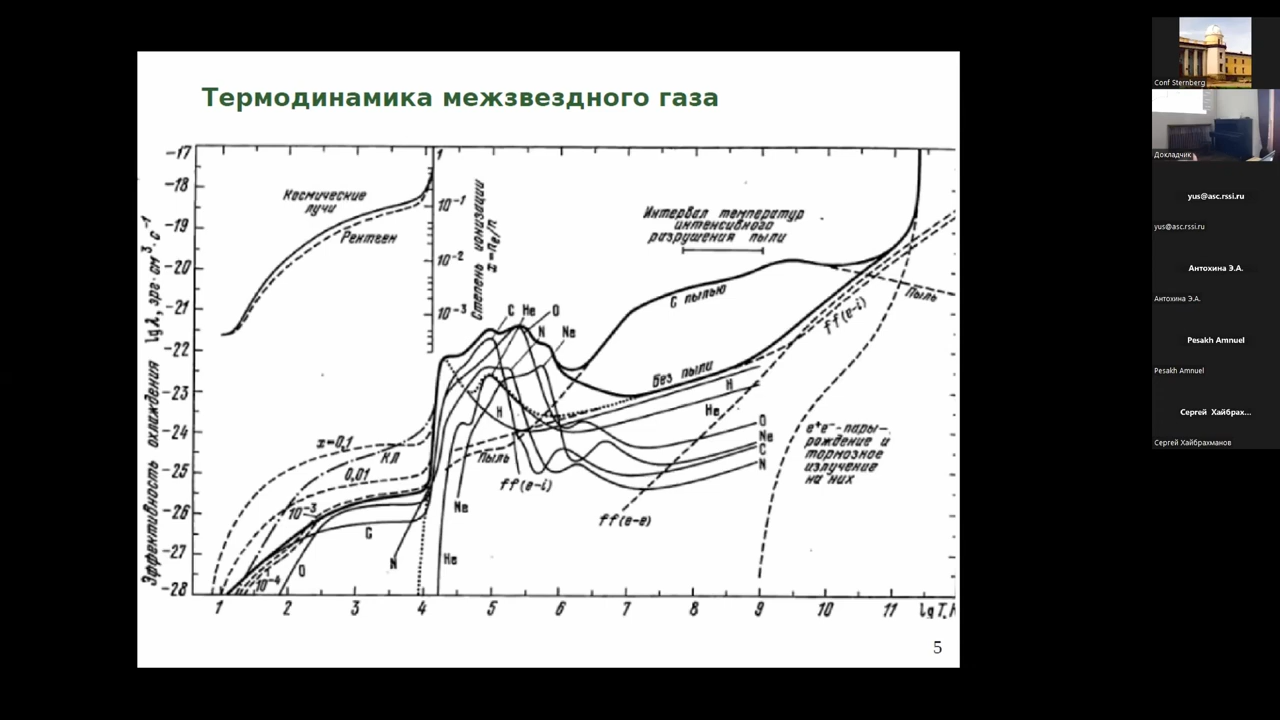 Термодинамика межзвездного газа
Эффективность охлаждения lg λ, эрг·см³·с⁻¹
-17
-18
-19
-20
-21
-22
-23
-24
-25
-26
-27
-28
Космические
лучи
Рентген
1
10⁻¹
10⁻²
10⁻³
Степень ионизации
x=nₑ/n
Интервал температур
интенсивного
разрушения пыли
С пылью
Пыль
ff(e-i)
C
He
O
N
Ne
без пыли
H
He
H
x=0,1
КЛ
0,01
10⁻³
10⁻⁴
Пыль
ff(e-i)
ff(e-e)
O
Ne
C
N
e⁺e⁻-пары-
рождение и
тормозное
излучение
на них
C
N
O
Ne
He
1
2
3
4
5
6
7
8
9
10
11
lg T, K
5
Conf Sternberg
Докладчик
yus@asc.rssi.ru
yus@asc.rssi.ru
Антохина Э.А.
Антохина Э.А.
Pesakh Amnuel
Pesakh Amnuel
Сергей Хайбрах...
Сергей Хайбрахманов